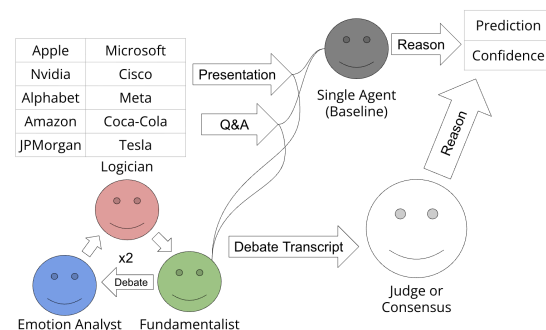 Apple Microsoft
Nvidia Cisco
Alphabet Meta
Amazon Coca-Cola
JPMorgan Tesla
Presentation
Q&A
Single Agent
(Baseline)
Reason
Prediction
Confidence
Reason
Logician
x2
Debate
Emotion Analyst
Fundamentalist
Debate Transcript
Judge or
Consensus